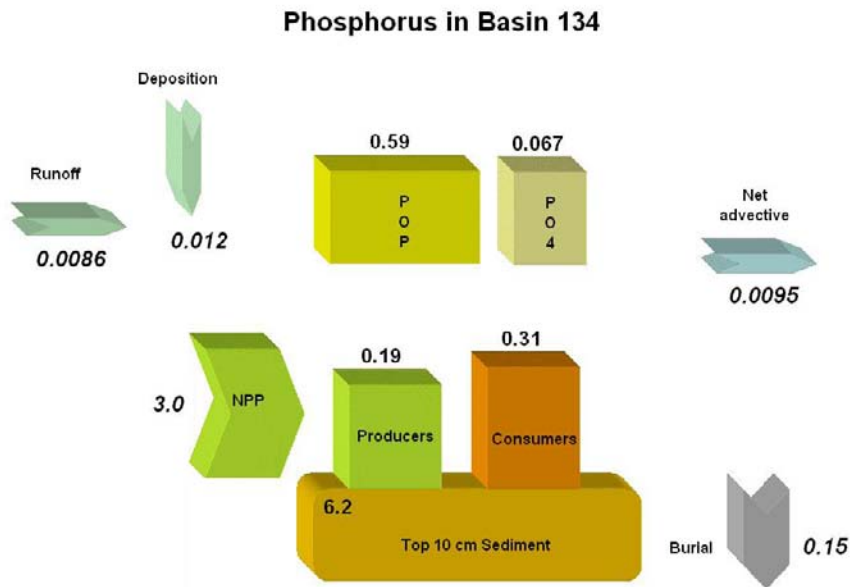 Phosphorus in Basin 134
Deposition
0.59
0.067
Runoff
P
O
P
P
O
4
Net
advective
0.012
0.0086
0.0095
0.31
0.19
NPP
3.0
Producers
Consumers
6.2
Top 10 cm Sediment
Burial
0.15